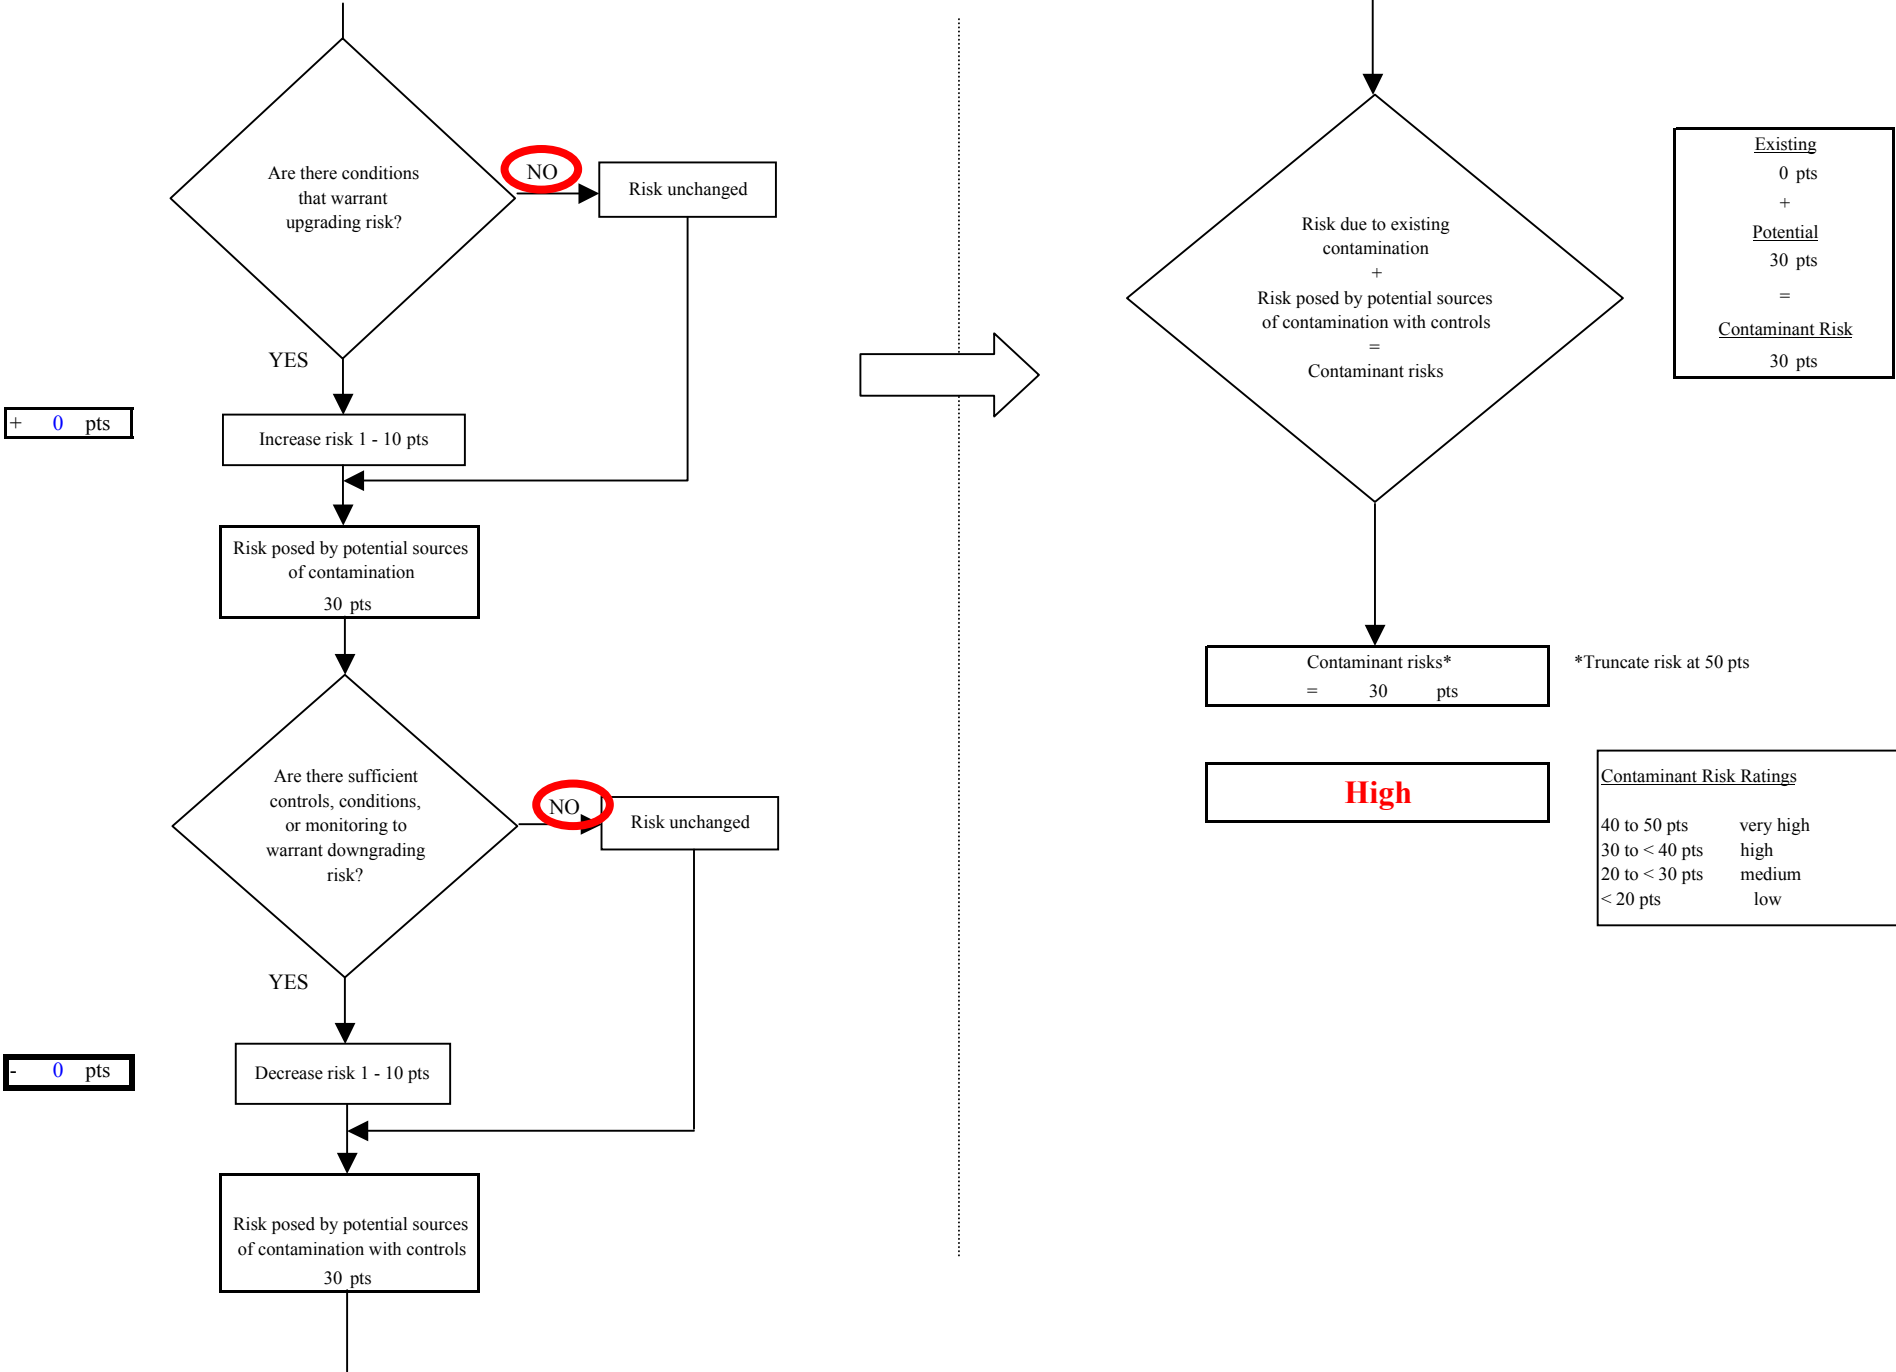 Are there conditions
that warrant
upgrading risk?
NO
Risk unchanged
YES
+ 0 pts
Increase risk 1 - 10 pts
Risk posed by potential sources
of contamination
30 pts
Are there sufficient
controls, conditions,
or monitoring to
warrant downgrading
risk?
NO
Risk unchanged
YES
- 0 pts
Decrease risk 1 - 10 pts
Risk posed by potential sources
of contamination with controls
30 pts
Risk due to existing
contamination
+
Risk posed by potential sources
of contamination with controls
=
Contaminant risks
Existing
0 pts
+
Potential
30 pts
=
Contaminant Risk
30 pts
Contaminant risks*
= 30 pts
*Truncate risk at 50 pts
High
Contaminant Risk Ratings
40 to 50 pts very high
30 to < 40 pts high
20 to < 30 pts medium
< 20 pts low